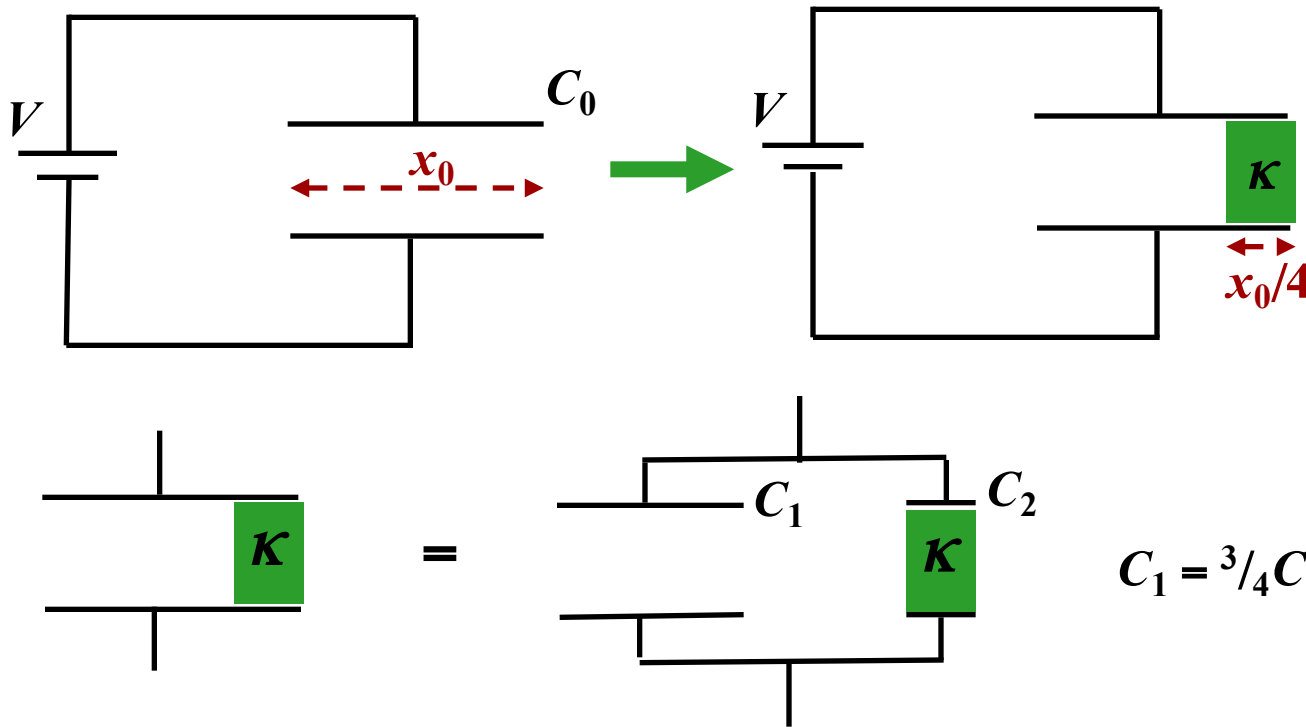 V
C₀
x₀
V
κ
x₀/4
κ
=
C₁
κ
C₂
C₁ = ³/₄C